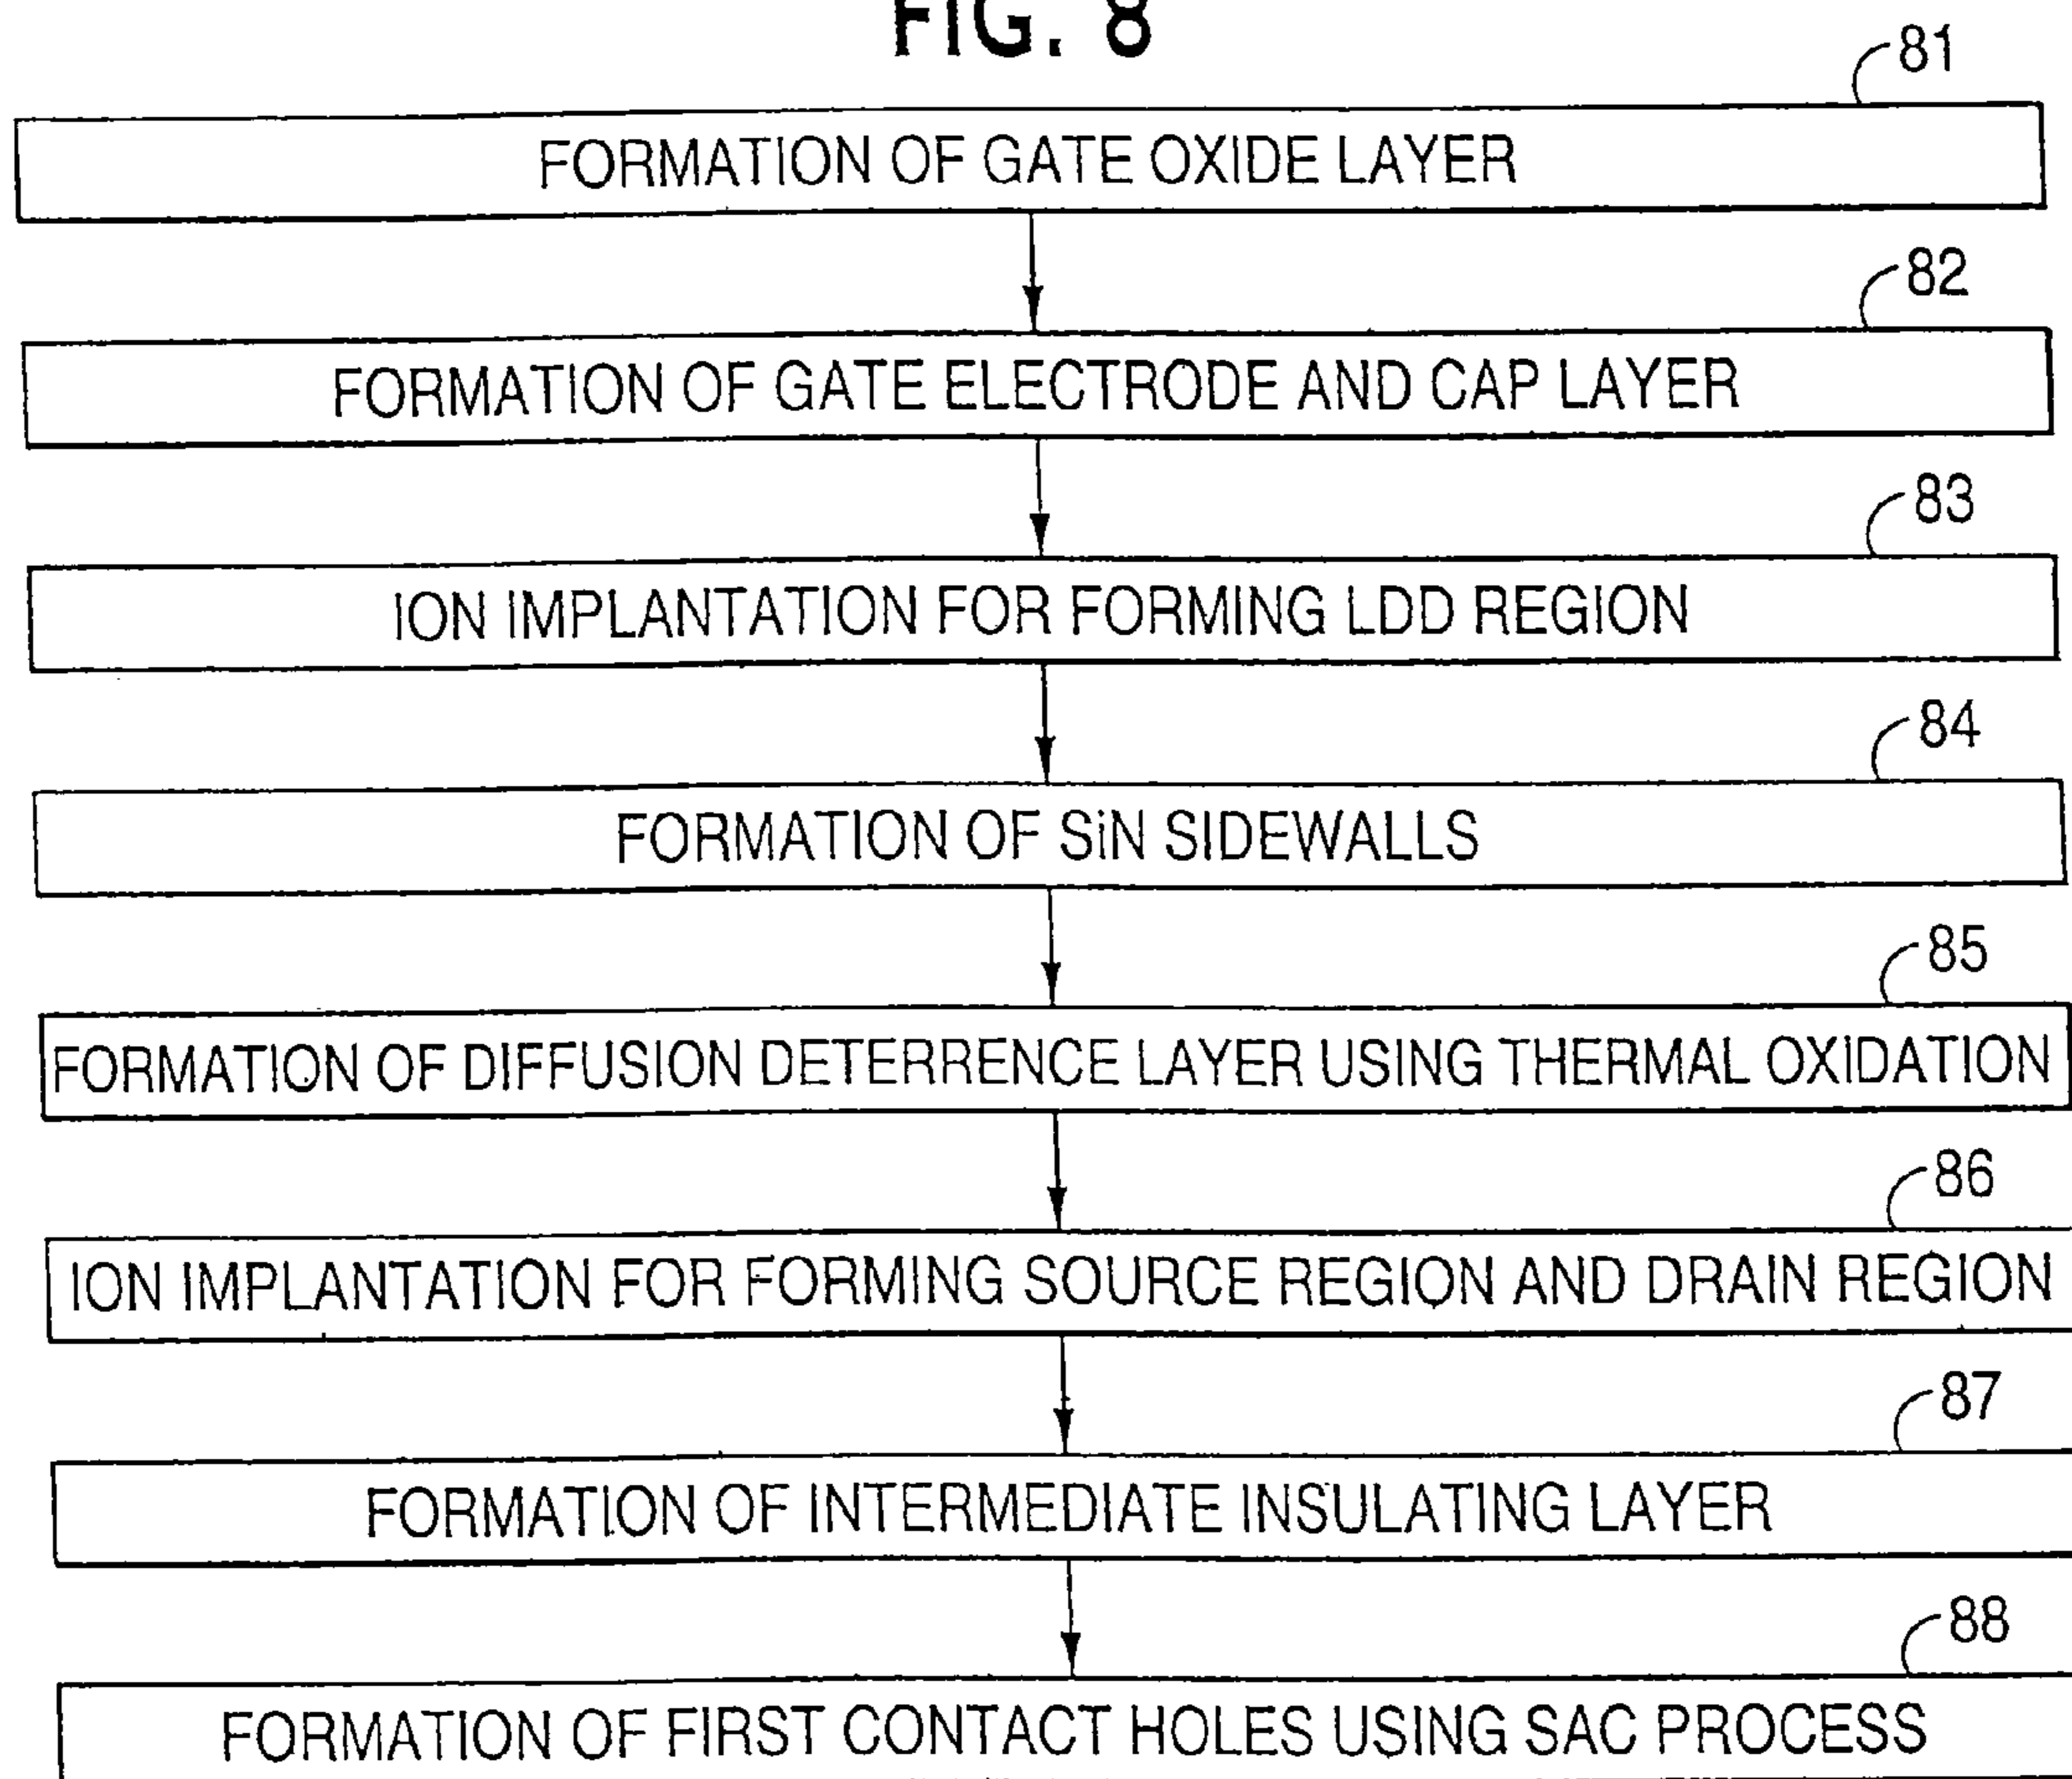 FIG. 8
81
FORMATION OF GATE OXIDE LAYER
82
FORMATION OF GATE ELECTRODE AND CAP LAYER
83
ION IMPLANTATION FOR FORMING LDD REGION
84
FORMATION OF SiN SIDEWALLS
85
FORMATION OF DIFFUSION DETERRENCE LAYER USING THERMAL OXIDATION
86
ION IMPLANTATION FOR FORMING SOURCE REGION AND DRAIN REGION
87
FORMATION OF INTERMEDIATE INSULATING LAYER
88
FORMATION OF FIRST CONTACT HOLES USING SAC PROCESS